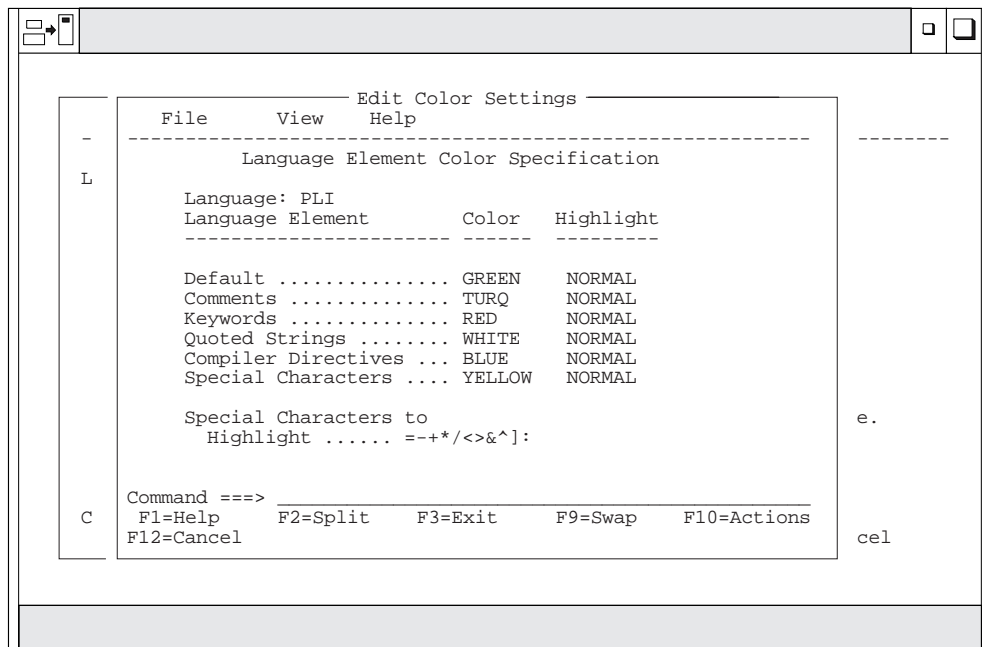 Edit Color Settings
File View Help
- ----------------------------------------------------------- --------
Language Element Color Specification
L
Language: PLI
Language Element Color Highlight
----------------------- ------ ---------
Default ............... GREEN NORMAL
Comments .............. TURQ NORMAL
Keywords .............. RED NORMAL
Quoted Strings ........ WHITE NORMAL
Compiler Directives ... BLUE NORMAL
Special Characters .... YELLOW NORMAL
Special Characters to e.
Highlight ...... =-+*/<>&^]:
Command ===> ______________________________________________
C F1=Help F2=Split F3=Exit F9=Swap F10=Actions
F12=Cancel cel